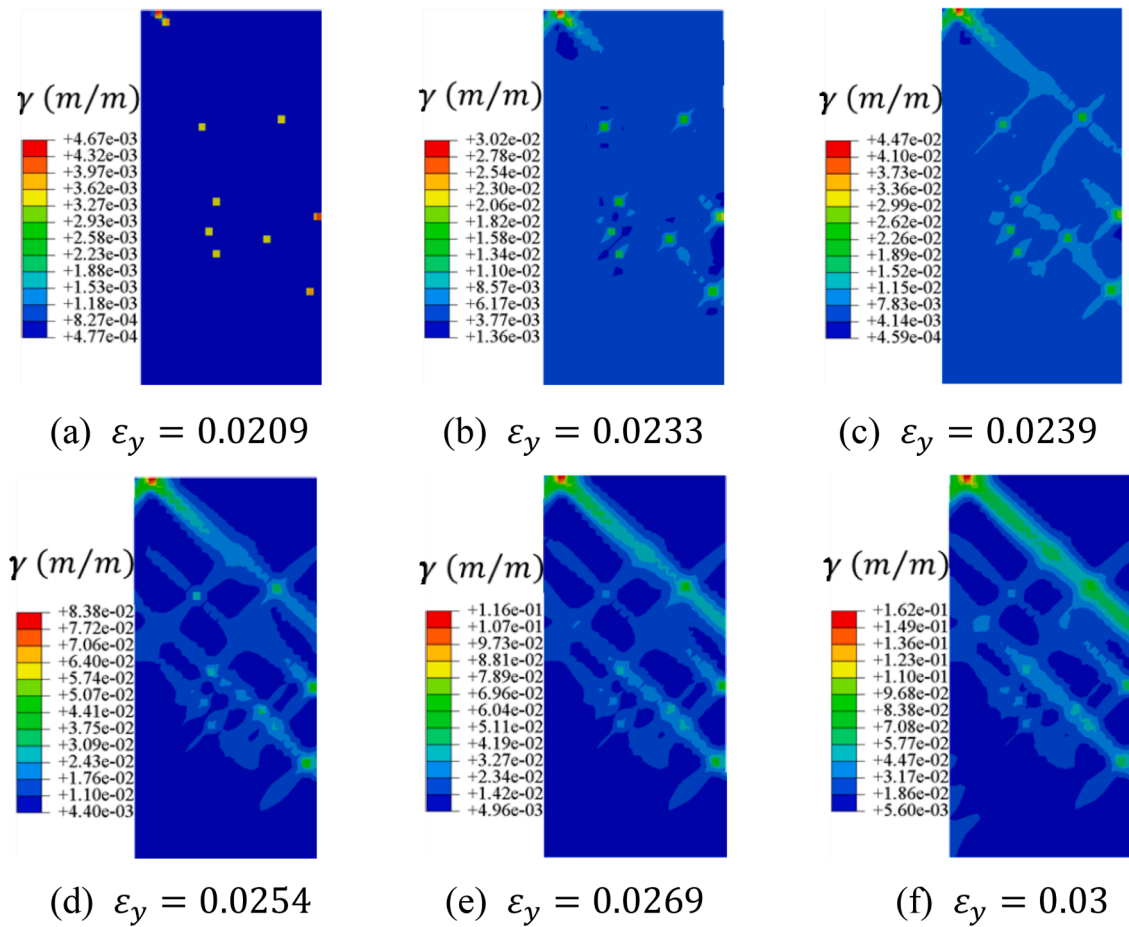 γ (m/m)
+4.67e-03
+4.32e-03
+3.97e-03
+3.62e-03
+3.27e-03
+2.93e-03
+2.58e-03
+2.23e-03
+1.88e-03
+1.53e-03
+1.18e-03
+8.27e-04
+4.77e-04
(a) ε_y = 0.0209
γ (m/m)
+3.02e-02
+2.78e-02
+2.54e-02
+2.30e-02
+2.06e-02
+1.82e-02
+1.58e-02
+1.34e-02
+1.10e-02
+8.57e-03
+6.17e-03
+3.77e-03
+1.36e-03
(b) ε_y = 0.0233
γ (m/m)
+4.47e-02
+4.10e-02
+3.73e-02
+3.36e-02
+2.99e-02
+2.62e-02
+2.26e-02
+1.89e-02
+1.52e-02
+1.15e-02
+7.83e-03
+4.14e-03
+4.59e-04
(c) ε_y = 0.0239
γ (m/m)
+8.38e-02
+7.72e-02
+7.06e-02
+6.40e-02
+5.74e-02
+5.07e-02
+4.41e-02
+3.75e-02
+3.09e-02
+2.43e-02
+1.76e-02
+1.10e-02
+4.40e-03
(d) ε_y = 0.0254
γ (m/m)
+1.16e-01
+1.07e-01
+9.73e-02
+8.81e-02
+7.89e-02
+6.96e-02
+6.04e-02
+5.11e-02
+4.19e-02
+3.27e-02
+2.34e-02
+1.42e-02
+4.96e-03
(e) ε_y = 0.0269
γ (m/m)
+1.62e-01
+1.49e-01
+1.36e-01
+1.23e-01
+1.10e-01
+9.68e-02
+8.38e-02
+7.08e-02
+5.77e-02
+4.47e-02
+3.17e-02
+1.86e-02
+5.60e-03
(f) ε_y = 0.03